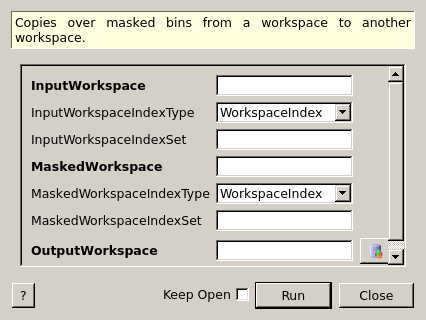 Copies over masked bins from a workspace to another
workspace.
InputWorkspace
InputWorkspaceIndexType WorkspaceIndex
InputWorkspaceIndexSet
MaskedWorkspace
MaskedWorkspaceIndexType WorkspaceIndex
MaskedWorkspaceIndexSet
OutputWorkspace
? Keep Open Run Close